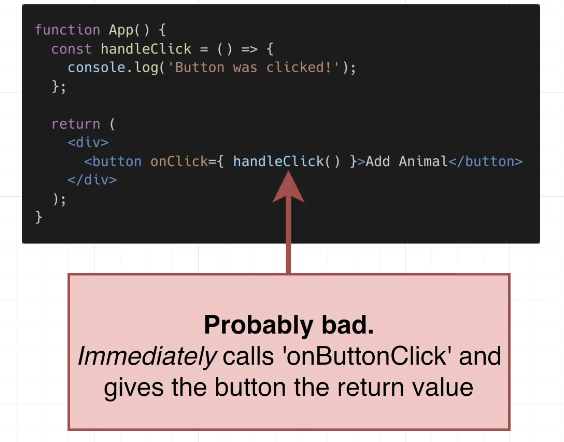 function App() {
  const handleClick = () => {
    console.log('Button was clicked!');
  };

  return (
    <div>
      <button onClick={ handleClick() }>Add Animal</button>
    </div>
  );
}
Probably bad.
Immediately calls 'onButtonClick' and
gives the button the return value